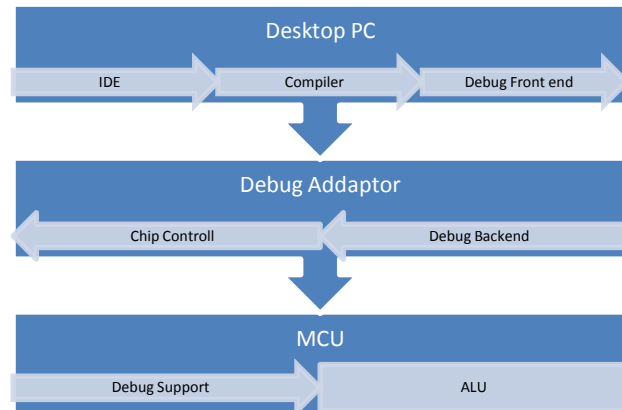 Desktop PC
IDE
Compiler
Debug Front end
Debug Addaptor
Chip Controll
Debug Backend
MCU
Debug Support
ALU